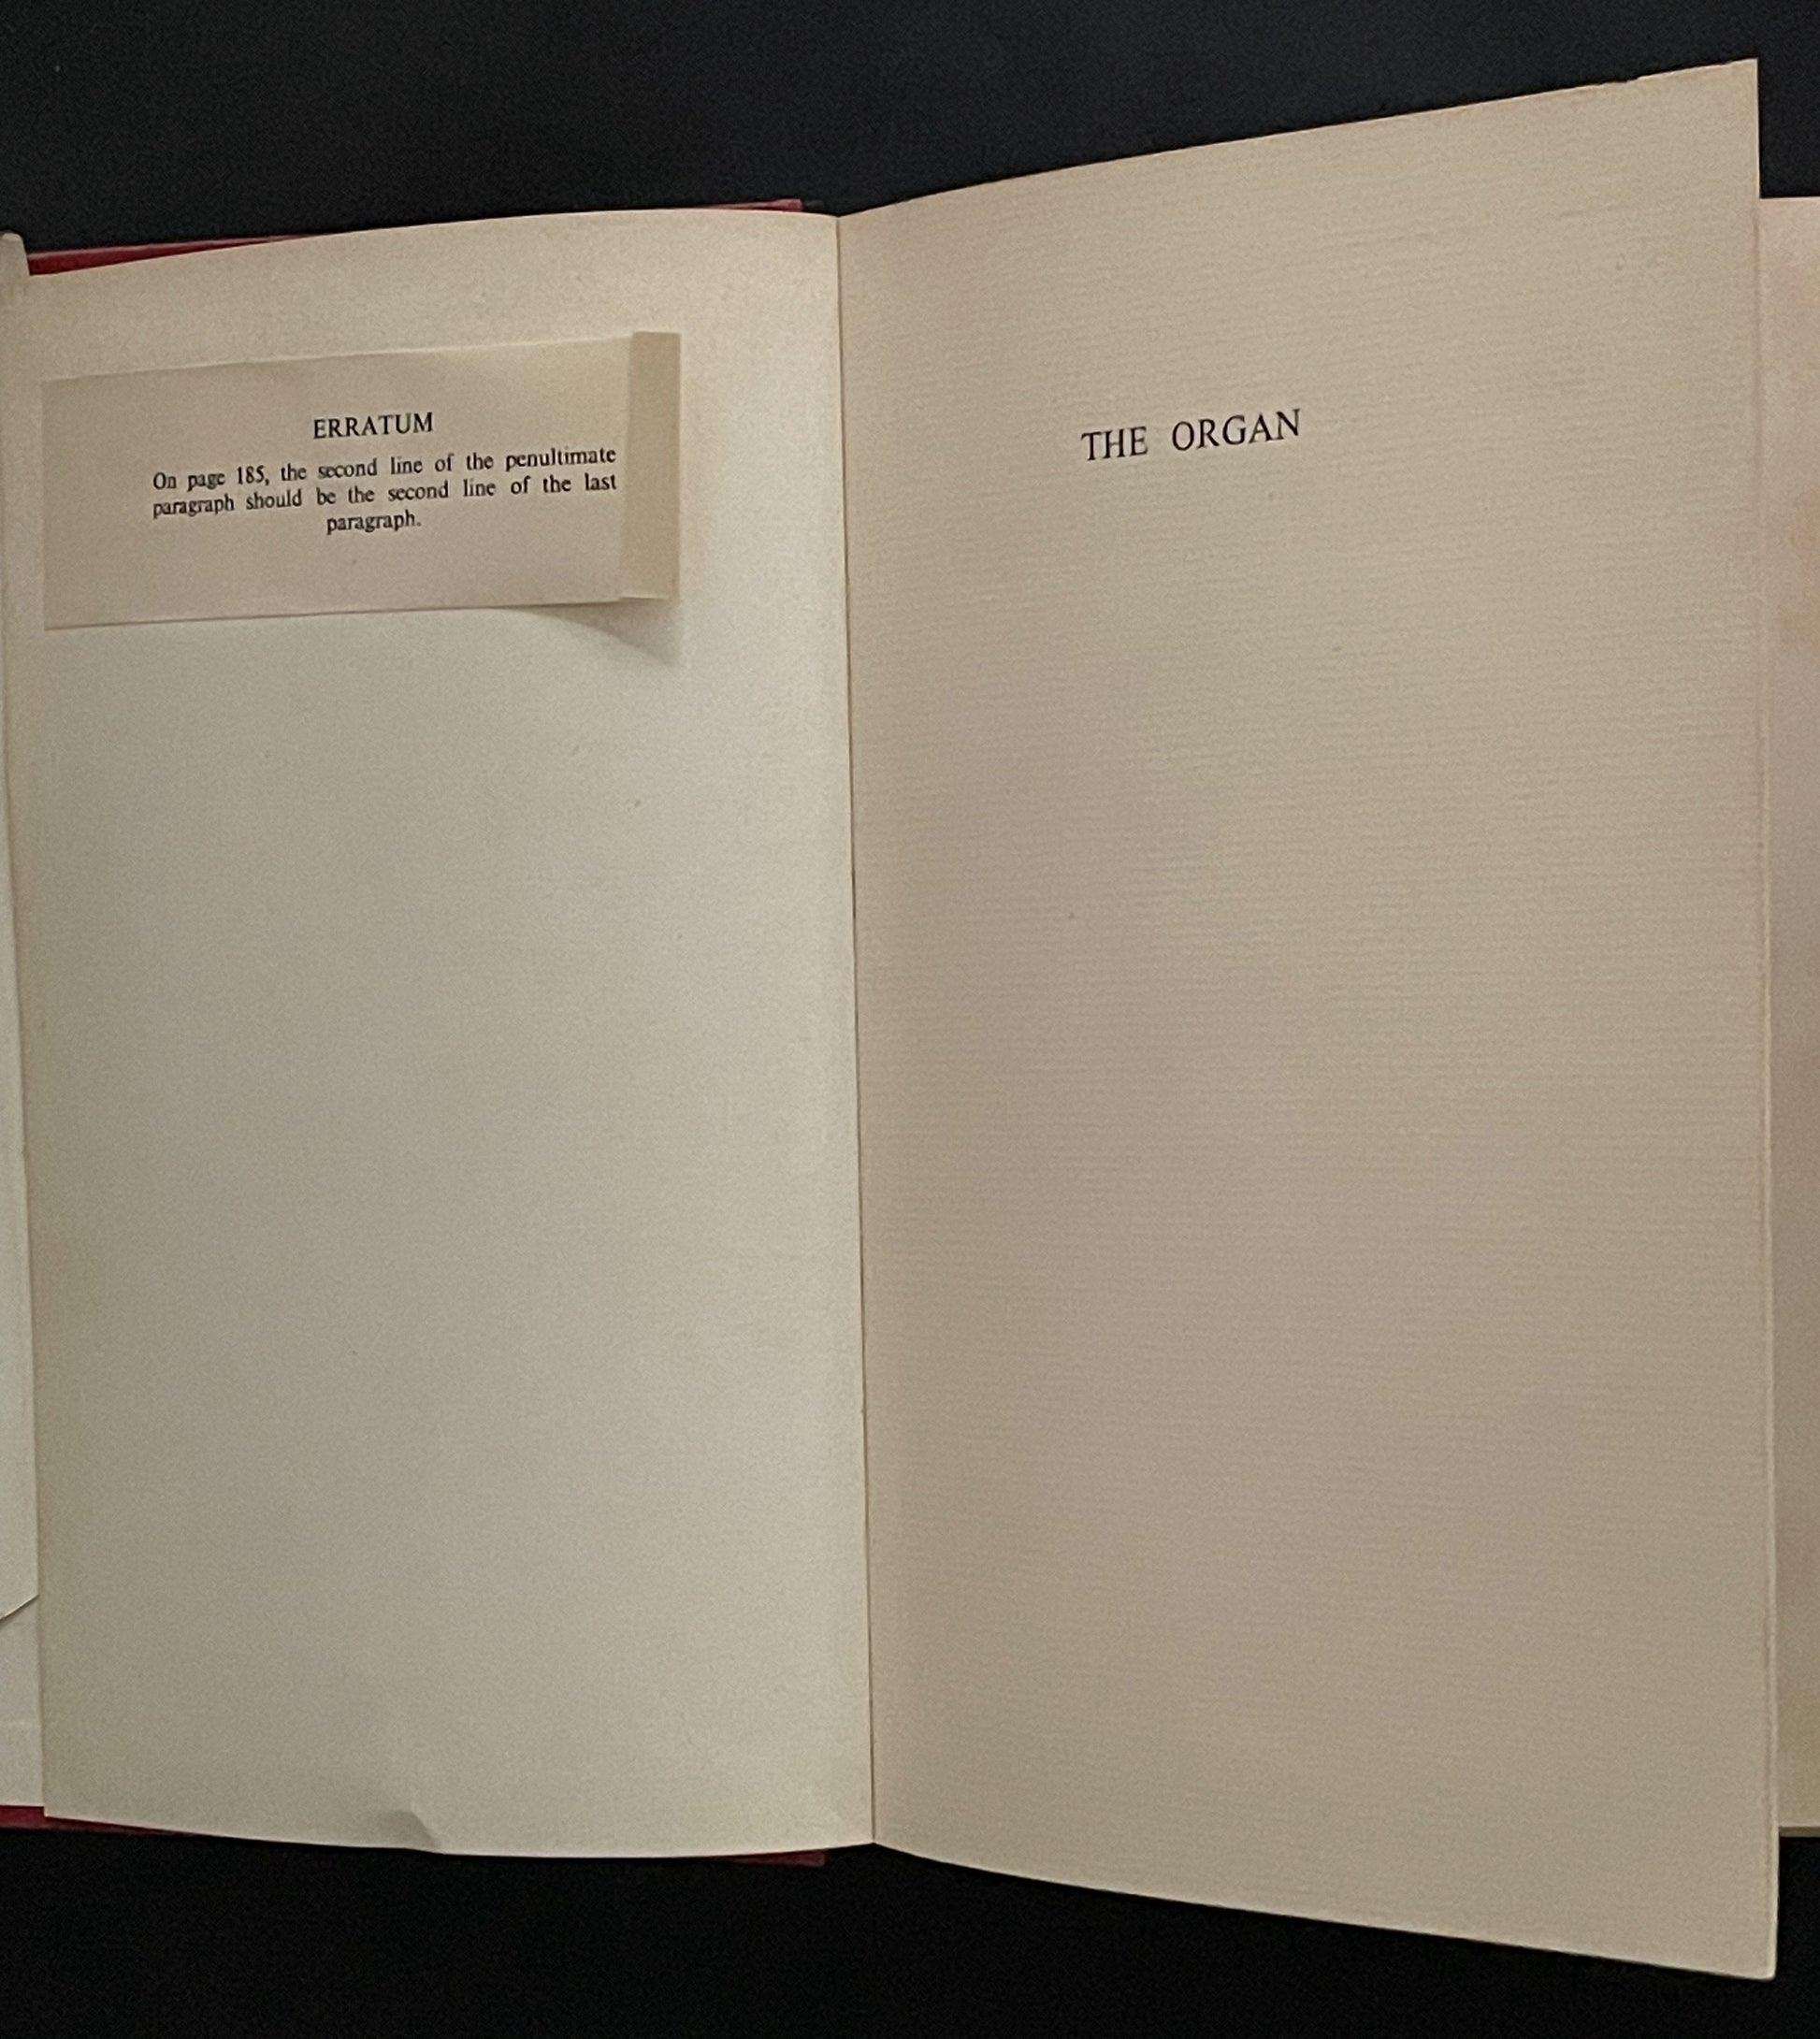 ERRATUM
On page 185, the second line of the penultimate
paragraph should be the second line of the last
paragraph.
THE ORGAN